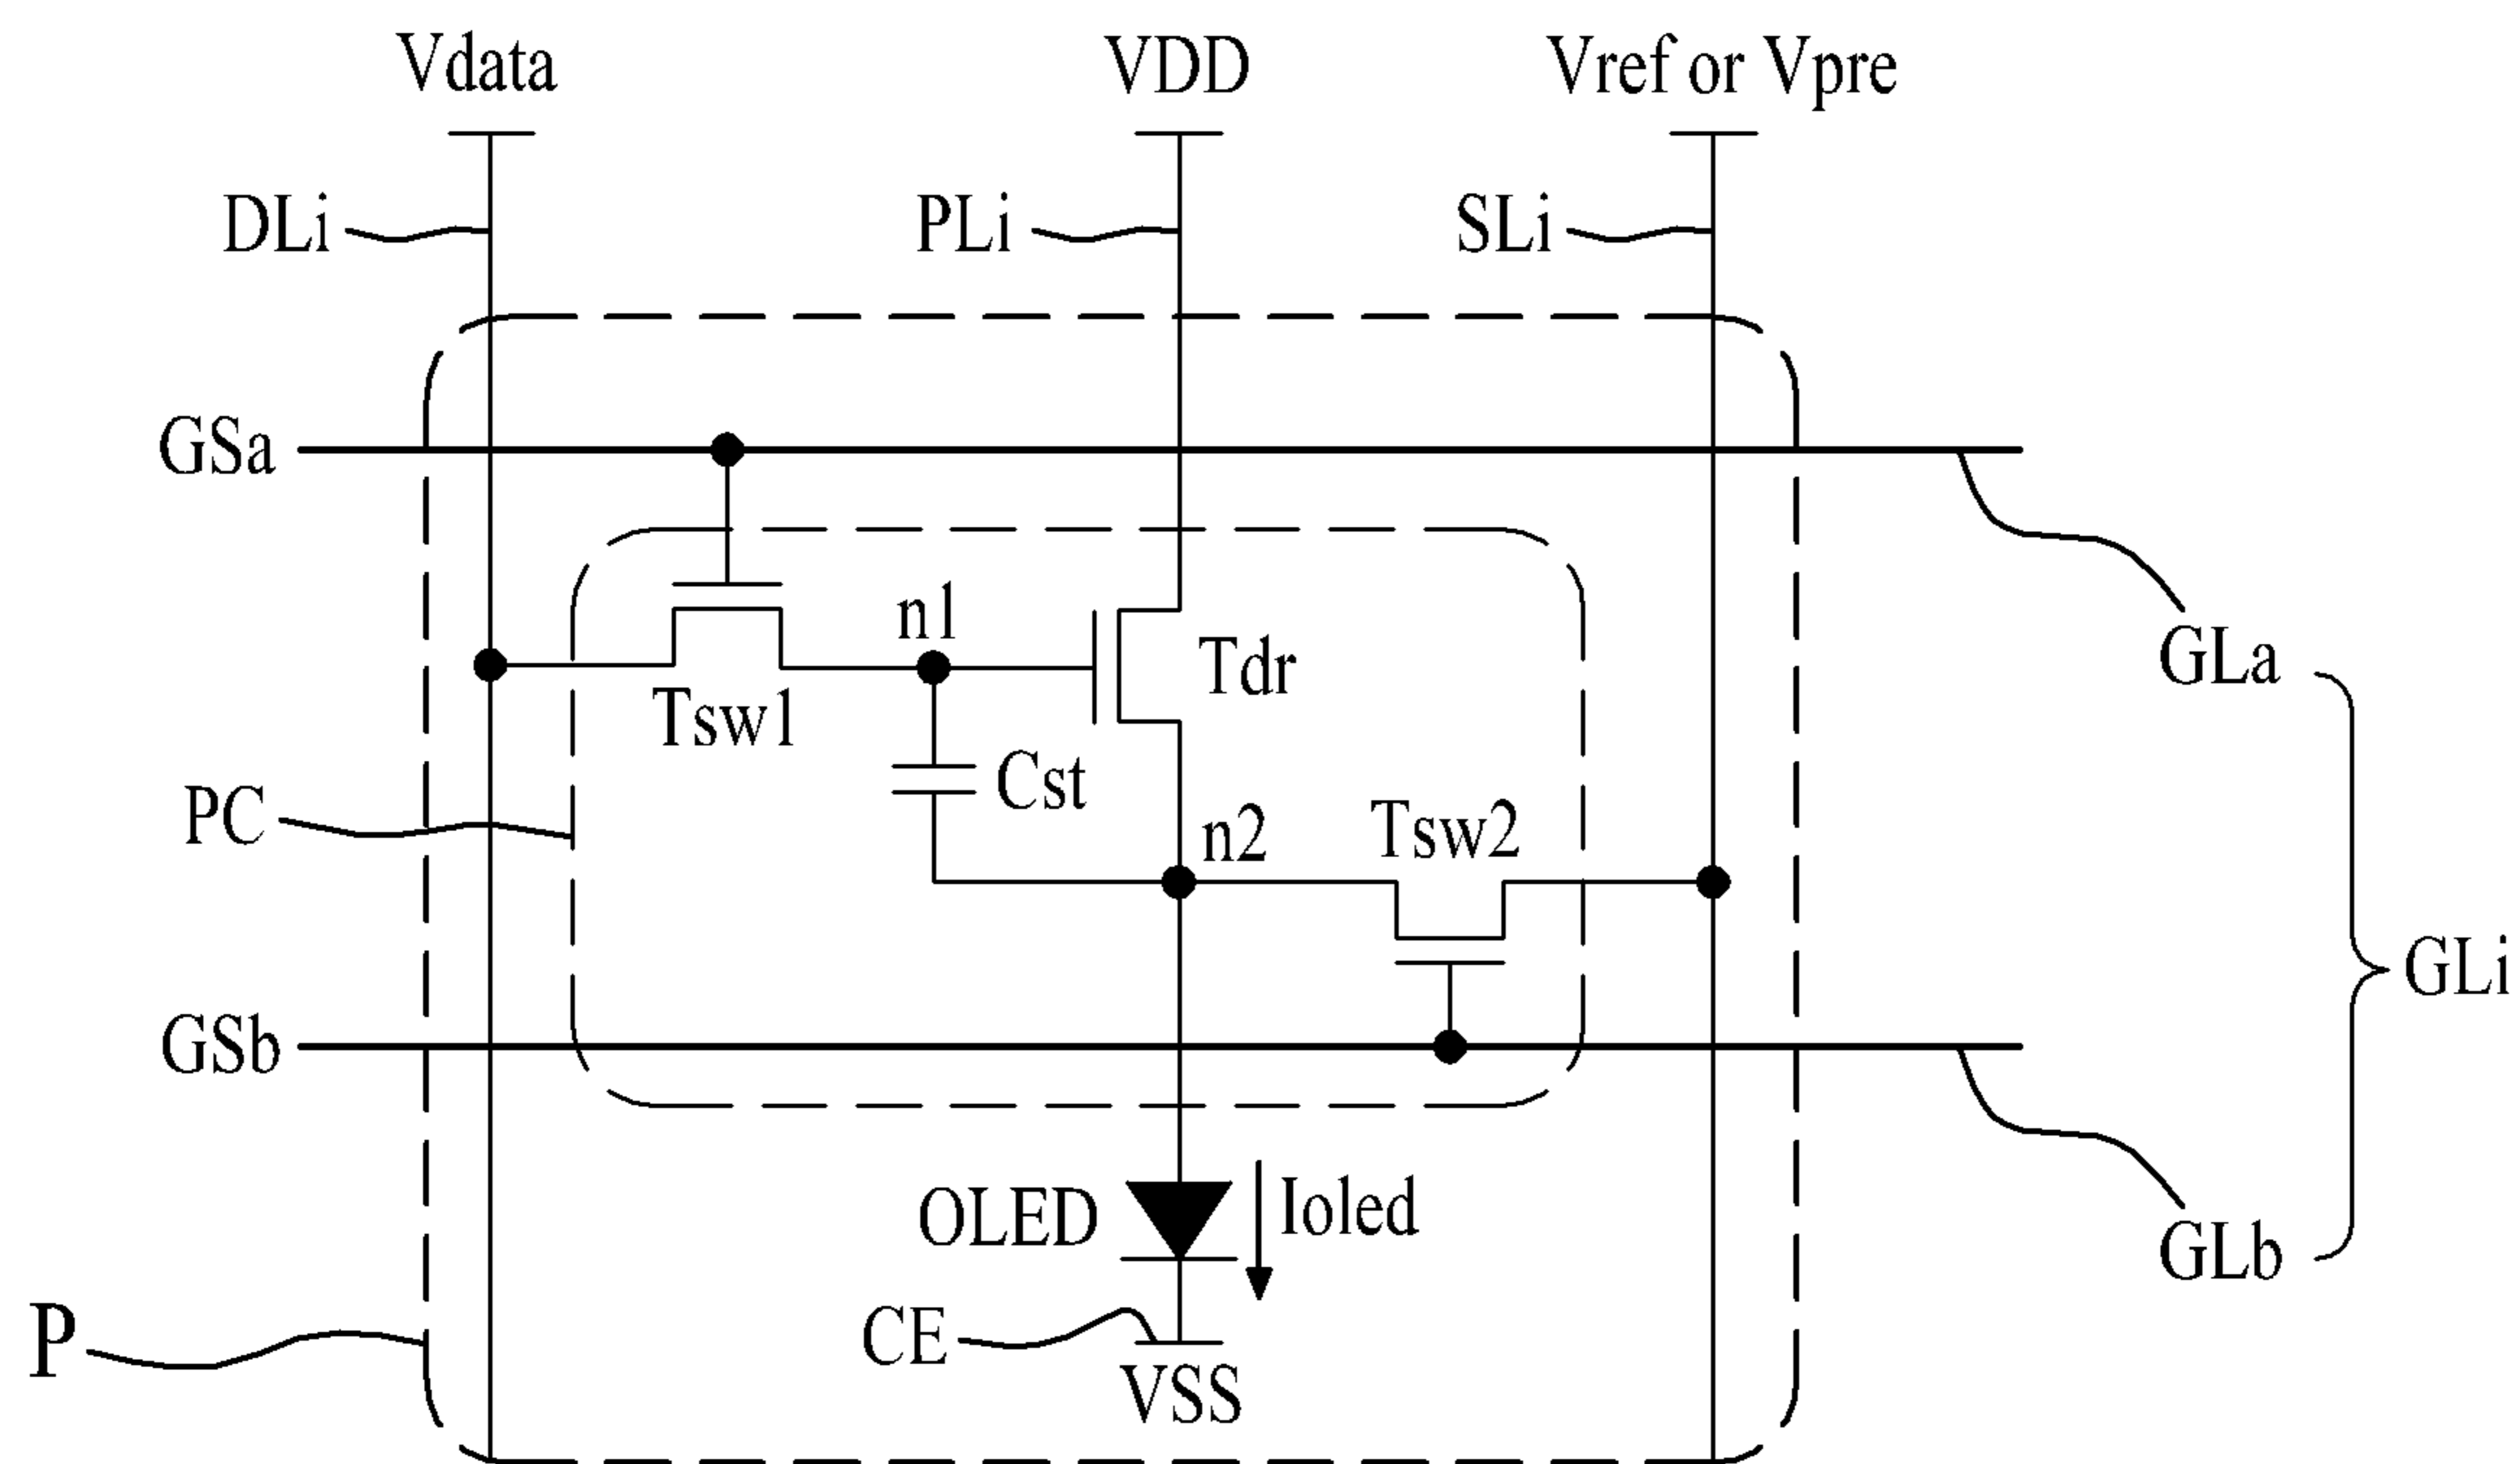 Vdata VDD Vref or Vpre
DLi PLi SLi
GSa
n1
Tdr
GLa
Tsw1
Cst
PC
n2
Tsw2
GLi
GSb
OLED
Ioled
GLb
CE
P
VSS